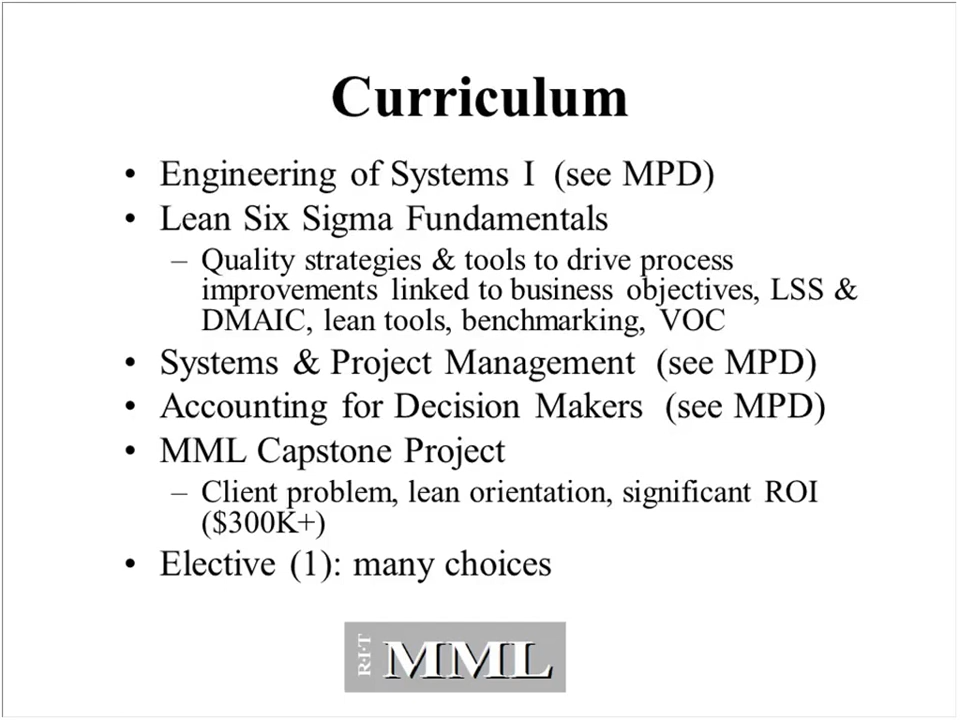 Curriculum
• Engineering of Systems I (see MPD)
• Lean Six Sigma Fundamentals
– Quality strategies & tools to drive process
improvements linked to business objectives, LSS &
DMAIC, lean tools, benchmarking, VOC
• Systems & Project Management (see MPD)
• Accounting for Decision Makers (see MPD)
• MML Capstone Project
– Client problem, lean orientation, significant ROI
($300K+)
• Elective (1): many choices
R·I·T MML